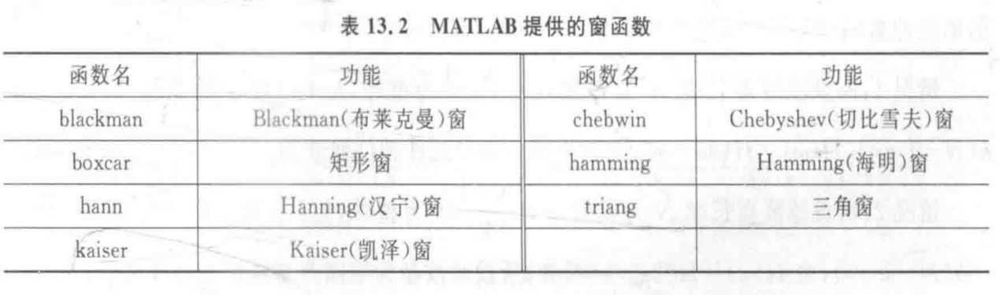 表 13.2 MATLAB 提供的窗函数
函数名 功能 函数名 功能
blackman Blackman(布莱克曼)窗 chebwin Chebyshev(切比雪夫)窗
boxcar 矩形窗 hamming Hamming(海明)窗
hann Hanning(汉宁)窗 triang 三角窗
kaiser Kaiser(凯泽)窗